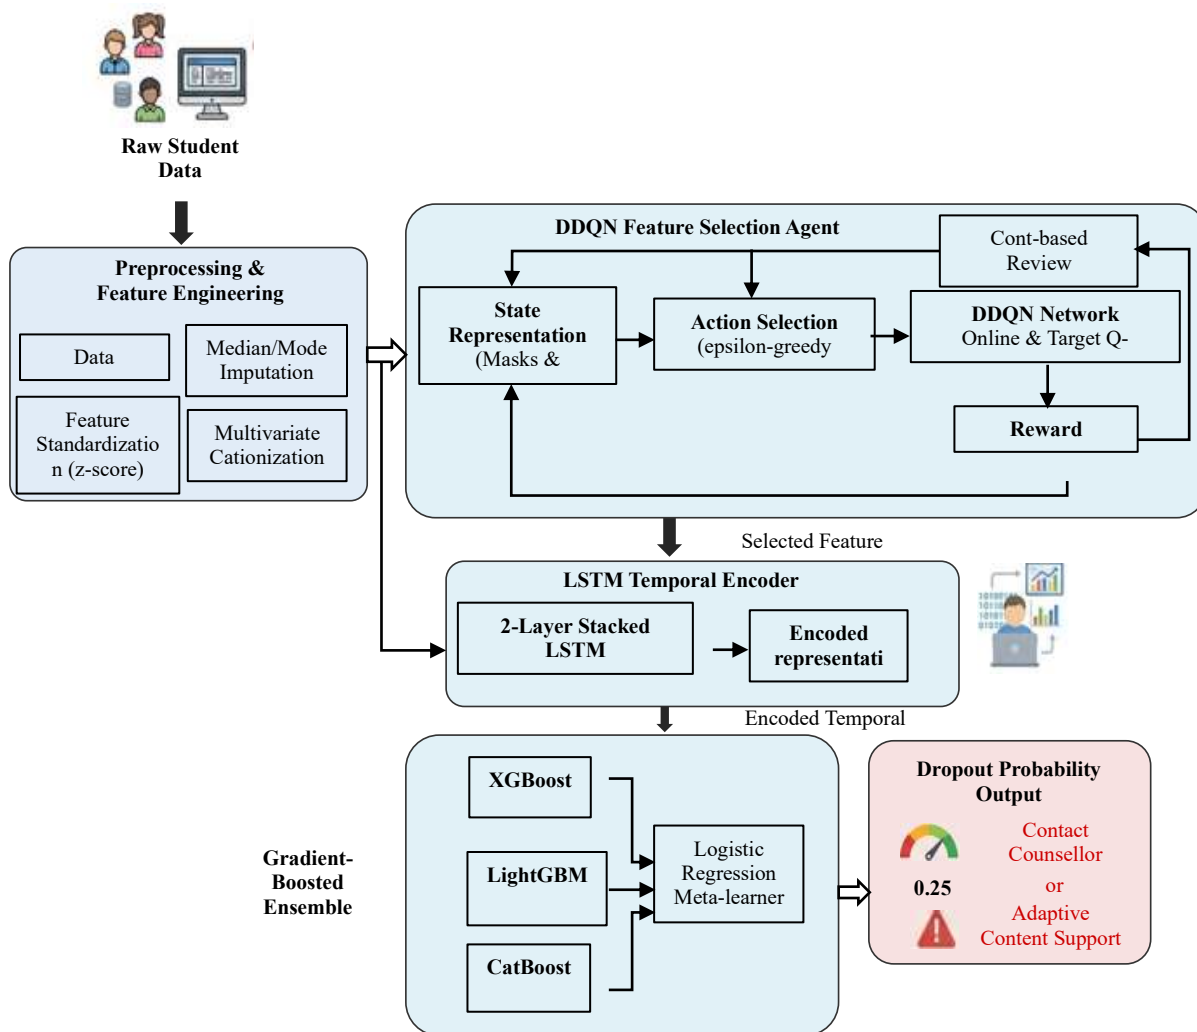 Raw Student
Data
Preprocessing &
Feature Engineering
Data
Median/Mode
Imputation
Feature
Standardizatio
n (z-score)
Multivariate
Cationization
DDQN Feature Selection Agent
Cont-based
Review
State
Representation
(Masks &
Action Selection
(epsilon-greedy
DDQN Network
Online & Target Q-
Reward
Selected Feature
LSTM Temporal Encoder
2-Layer Stacked
LSTM
Encoded
representati
Encoded Temporal
Gradient-
Boosted
Ensemble
XGBoost
LightGBM
CatBoost
Logistic
Regression
Meta-learner
Dropout Probability
Output
Contact
Counsellor
0.25
or
Adaptive
Content Support